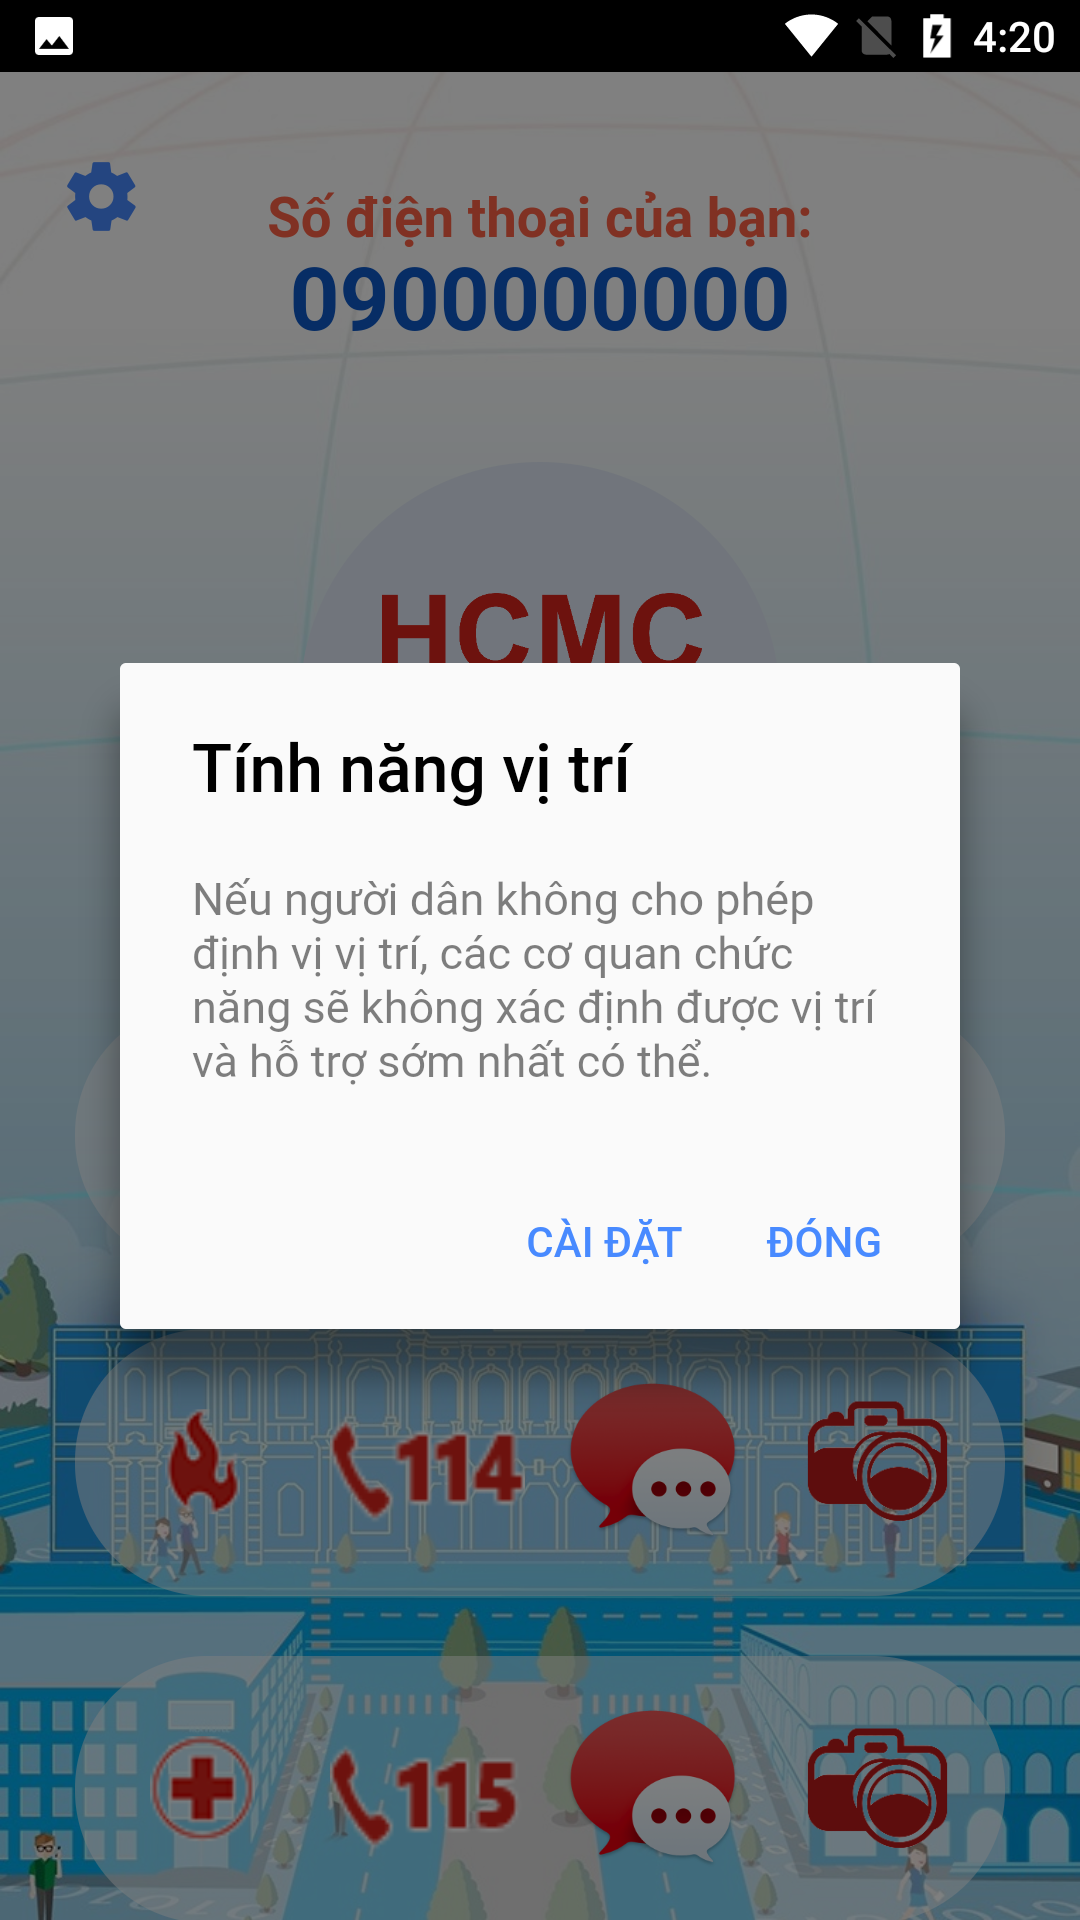 4:20
Số điện thoại của bạn:
0900000000
HCMC
Tính năng vị trí
Nếu người dân không cho phép
định vị vị trí, các cơ quan chức
năng sẽ không xác định được vị trí
và hỗ trợ sớm nhất có thể.
CÀI ĐẶT ĐÓNG
114
115